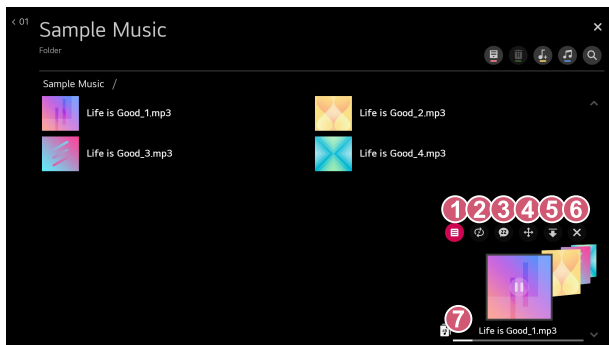 01
Sample Music
Folder
Sample Music /
Life is Good_1.mp3
Life is Good_2.mp3
Life is Good_3.mp3
Life is Good_4.mp3
1 2 3 4 5 6
7
Life is Good_1.mp3